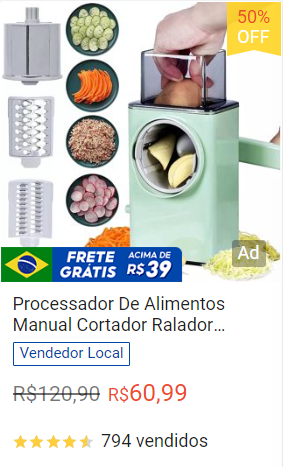 50%
OFF
FRETE
GRÁTIS
ACIMA DE
R$39
Ad
Processador De Alimentos
Manual Cortador Ralador...
Vendedor Local
R$120,90 R$60,99
794 vendidos